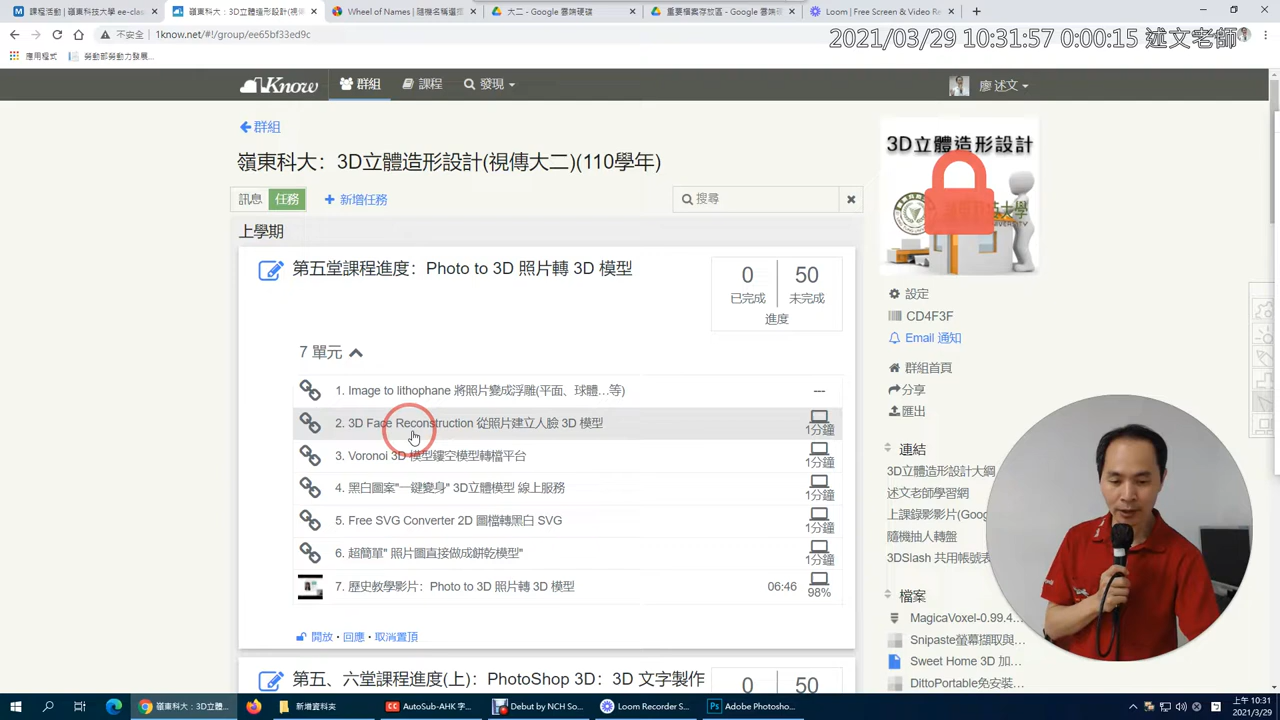 課程活動 | 嶺東科技大學 ee-clas
嶺東科大：3D立體造形設計(視傳
Wheel of Names | 隨機名稱選
大二 - Google 雲端硬碟
重要檔案存放區 - Google 雲端硬
Loom | Free Screen & Video Re
不安全 | 1know.net/#!/group/ee65bf33ed9c
2021/03/29 10:31:57 0:00:15 述文老師
應用程式
勞動部勞動力發展...
1Know
群組
課程
發現
廖 述文
群組
嶺東科大：3D立體造形設計(視傳大二)(110學年)
訊息
任務
+ 新增任務
搜尋
上學期
第五堂課程進度：Photo to 3D 照片轉 3D 模型
0
50
已完成
未完成
進度
7 單元
1. Image to lithophane 將照片變成浮雕(平面、球體…等)
---
2. 3D Face Reconstruction 從照片建立人臉 3D 模型
1分鐘
3. Voronoi 3D 模型鏤空模型轉檔平台
1分鐘
4. 黑白圖案"一鍵變身" 3D立體模型 線上服務
1分鐘
5. Free SVG Converter 2D 圖檔轉黑白 SVG
1分鐘
6. 超簡單" 照片圖直接做成餅乾模型"
1分鐘
7. 歷史教學影片：Photo to 3D 照片轉 3D 模型
06:46
98%
開放・回應・取消置頂
第五、六堂課程進度(上)：PhotoShop 3D：3D 文字製作
0
50
3D立體造形設計
設定
CD4F3F
Email 通知
群組首頁
分享
匯出
連結
3D立體造形設計大綱
述文老師學習網
上課錄影影片(Goog
隨機抽人轉盤
3DSlash 共用帳號表
檔案
MagicaVoxel-0.99.4
Snipaste螢幕擷取與...
Sweet Home 3D 加...
DittoPortable免安裝...
嶺東科大：3D立體...
新增資料夾
AutoSub-AHK 字...
Debut by NCH So...
Loom Recorder S...
Adobe Photosho...
上午 10:31
2021/3/29